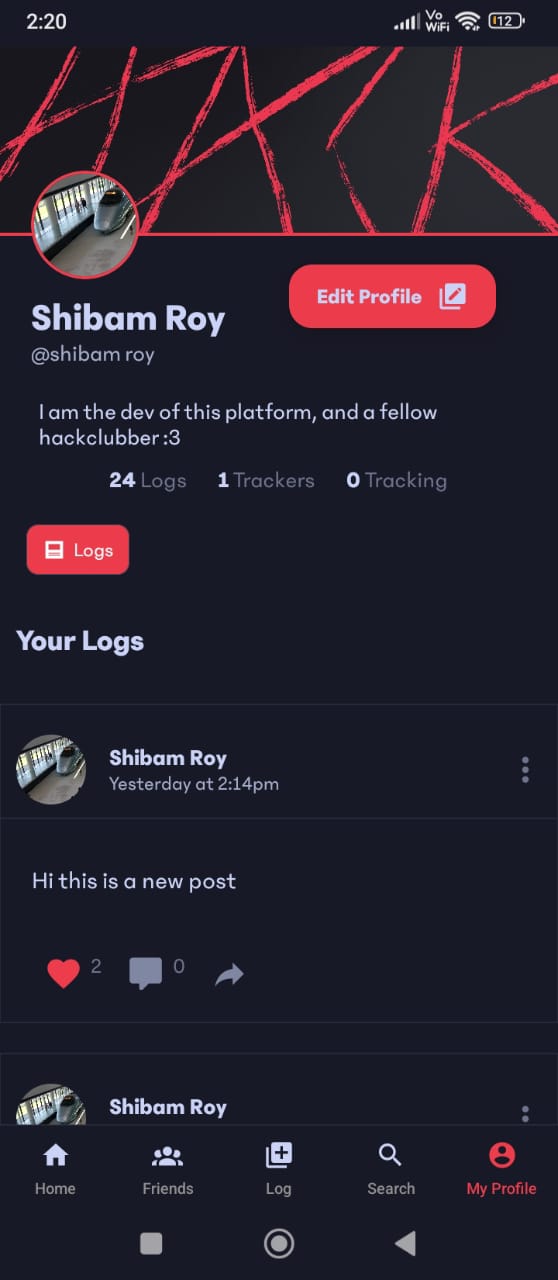 2:20
Vo
WiFi
12
HACK
Shibam Roy
Edit Profile
@shibam roy
I am the dev of this platform, and a fellow
hackclubber :3
24 Logs 1 Trackers 0 Tracking
Logs
Your Logs
Shibam Roy
Yesterday at 2:14pm
Hi this is a new post
2 0
Shibam Roy
Home Friends Log Search My Profile